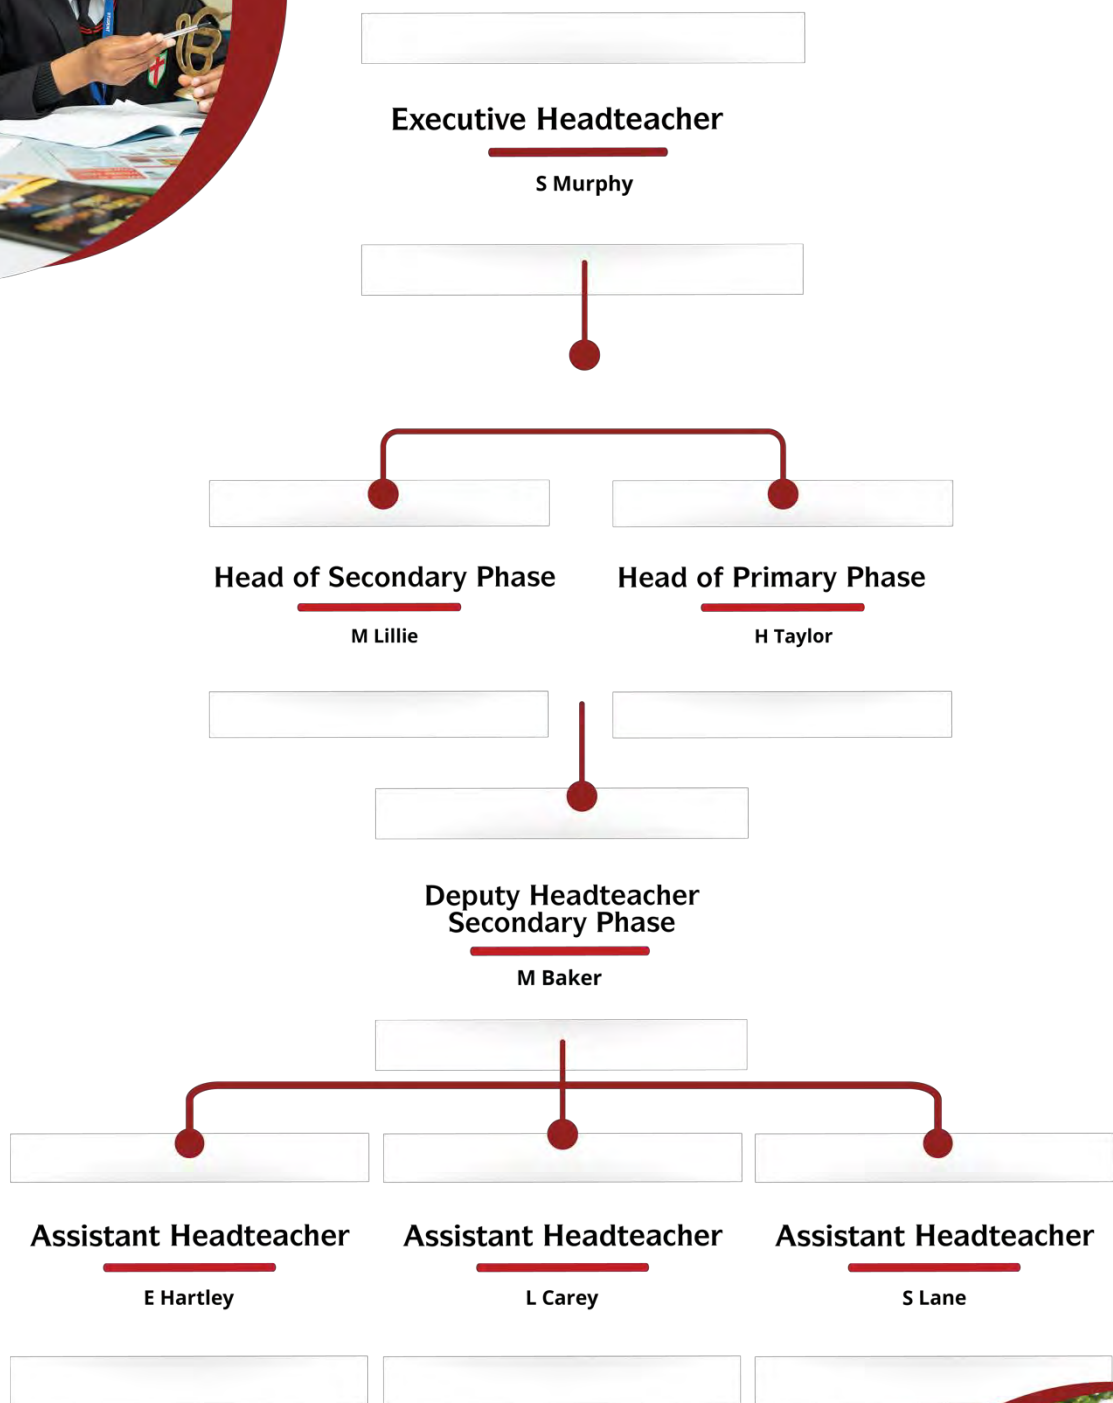 Executive Headteacher
S Murphy
Head of Secondary Phase
Head of Primary Phase
M Lillie
H Taylor
Deputy Headteacher
Secondary Phase
M Baker
Assistant Headteacher
Assistant Headteacher
Assistant Headteacher
E Hartley
L Carey
S Lane